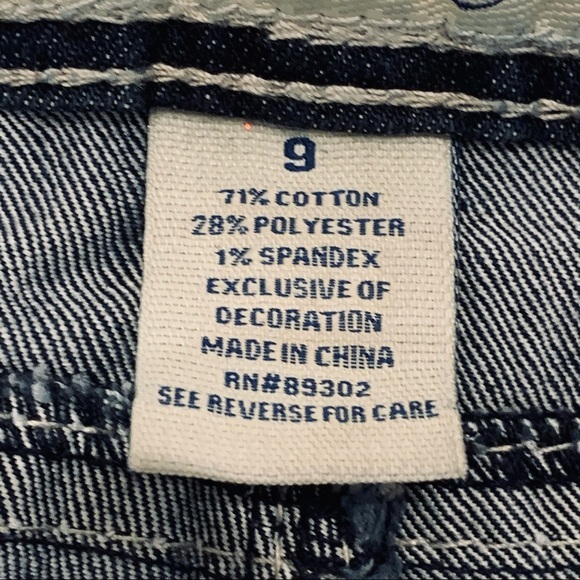 9
71% COTTON
28% POLYESTER
1% SPANDEX
EXCLUSIVE OF
DECORATION
MADE IN CHINA
RN#89302
SEE REVERSE FOR CARE